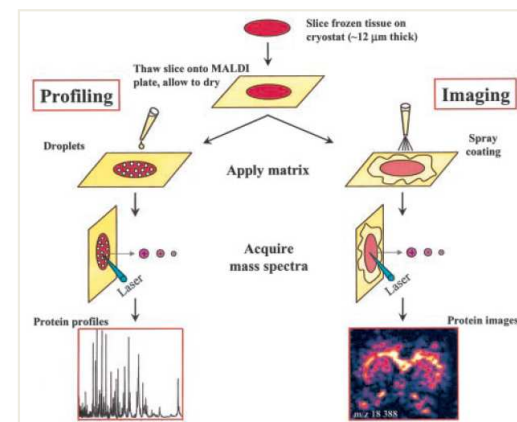 Slice frozen tissue on
cryostat (~12 µm thick)
Thaw slice onto MALDI
plate, allow to dry
Profiling
Imaging
Droplets
Spray
coating
Apply matrix
Acquire
mass spectra
Laser
Laser
Protein profiles
Protein images
m/z 18 388